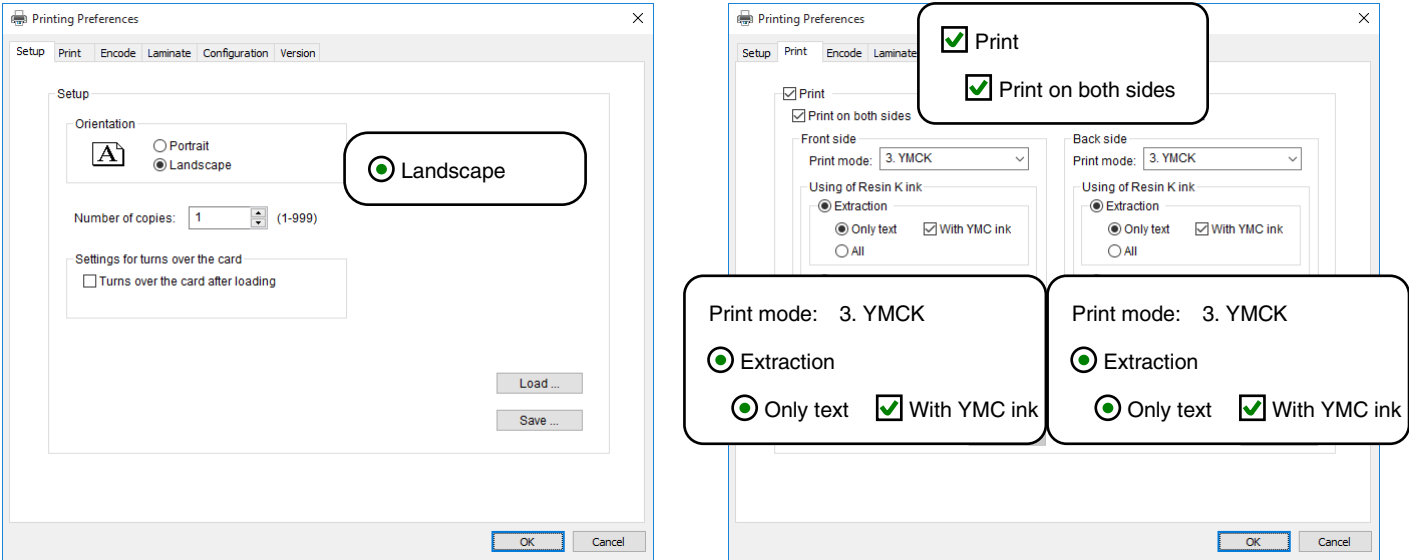 Printing Preferences
Setup Print Encode Laminate Configuration Version
Setup
Orientation
A
Portrait
Landscape
Landscape
Number of copies: 1 (1-999)
Settings for turns over the card
Turns over the card after loading
Load ...
Save ...
OK Cancel
Printing Preferences
Setup Print Encode Laminate
Print
Print on both sides
Print
Print on both sides
Front side
Print mode: 3. YMCK
Using of Resin K ink
Extraction
Only text With YMC ink
All
Back side
Print mode: 3. YMCK
Using of Resin K ink
Extraction
Only text With YMC ink
All
Print mode: 3. YMCK
Extraction
Only text With YMC ink
Print mode: 3. YMCK
Extraction
Only text With YMC ink
OK Cancel